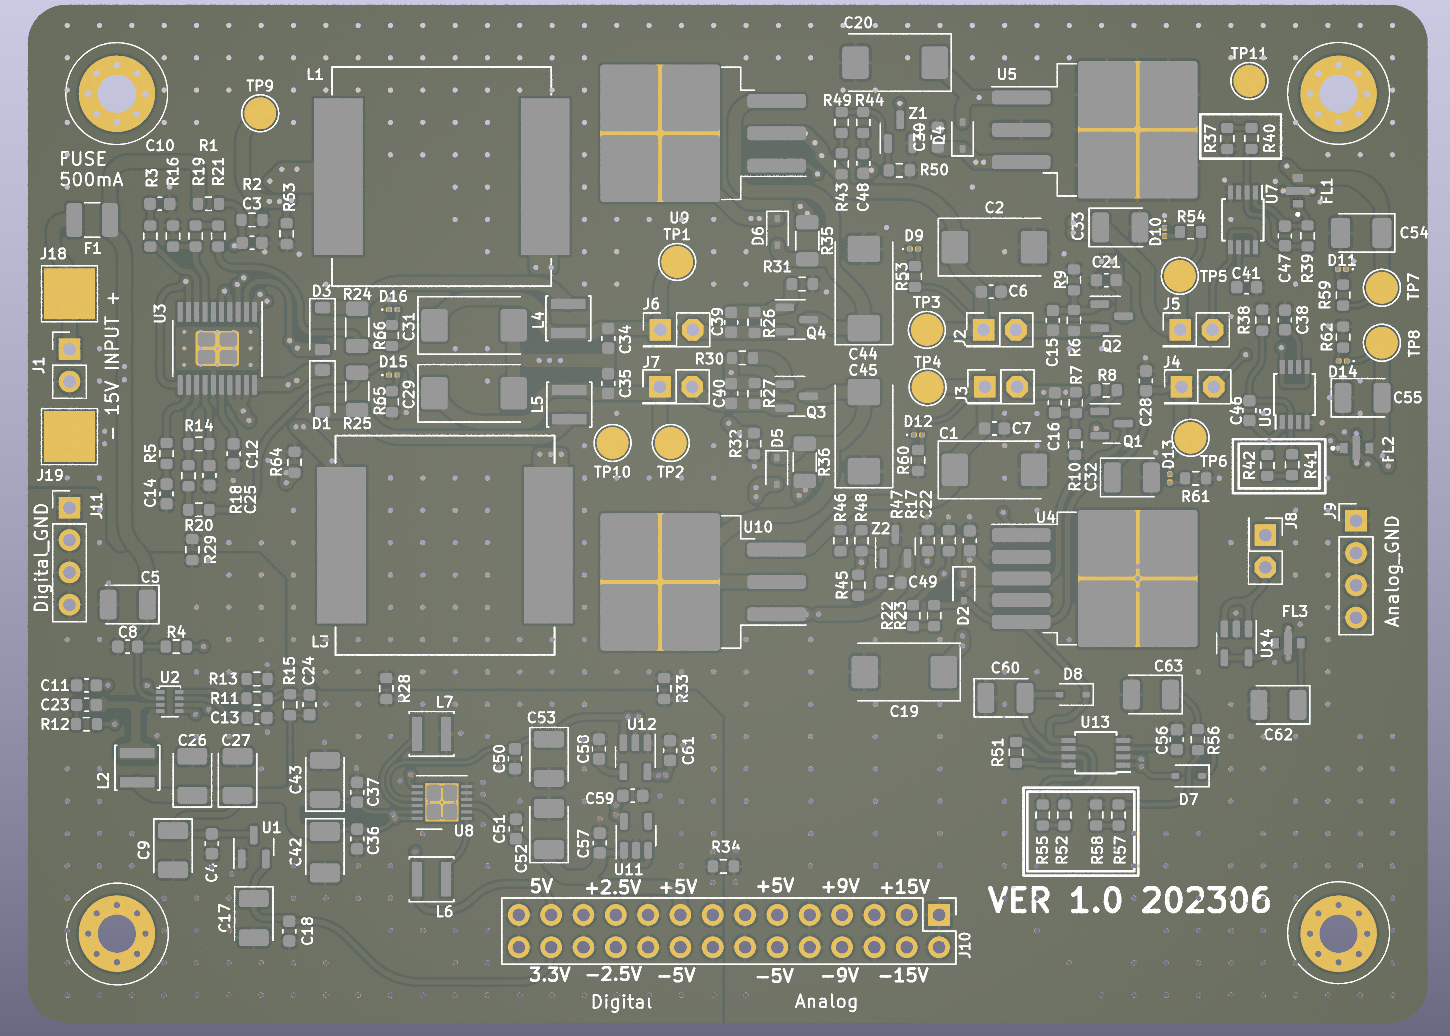 C20
TP11
TP9
L1
U5
R49 R44
Z1
C30
D4
R37
R40
C10
R1
FUSE
500mA
R3
R16
R19
R21
R2
R63
C3
R43
C48
R50
U7
FL1
F1
J18
U9
TP1
D6
R35
C2
C33
D10
R54
C54
R31
D9
R53
C47
R39
D11
R9
C21
TP5
C41
R59
TP7
U3
D3
R24
D16
R66
C31
L4
C34
J6
C39
R26
Q4
C6
TP3
J2
C15
R6
Q2
J5
R38
C38
R62
TP8
J1
-15V INPUT +
D15
C44
C45
R30
J7
TP4
J3
R7
R8
J4
D14
C55
R65
C29
L5
C35
C40
R27
Q3
C16
C28
C46
U6
J19
R14
D1
R25
D12
C7
Q1
TP6
FL2
R5
C12
R64
TP10
TP2
R32
D5
R36
C1
R60
R10
C32
D13
R61
R42
R41
C14
R18
C25
J11
R20
R29
Digital_GND
R46
R48
Z2
R47
R17
C22
U10
U4
J8
J9
Analog_GND
R45
C49
R22
R23
D2
C5
C8
R4
L3
FL3
U14
C11
C23
R12
U2
R13
R11
C13
R15
C24
R28
R33
C19
C60
D8
C63
C62
L7
C53
U12
C50
C58
C61
U13
R51
C56
R56
L2
C26
C27
C43
C37
C59
D7
U8
C9
C4
U1
C42
C36
C51
C52
C57
U11
R34
R55
R52
R58
R57
L6
5V +2.5V +5V +5V +9V +15V
VER 1.0 202306
C17
C18
J10
3.3V -2.5V -5V -5V -9V -15V
Digital Analog